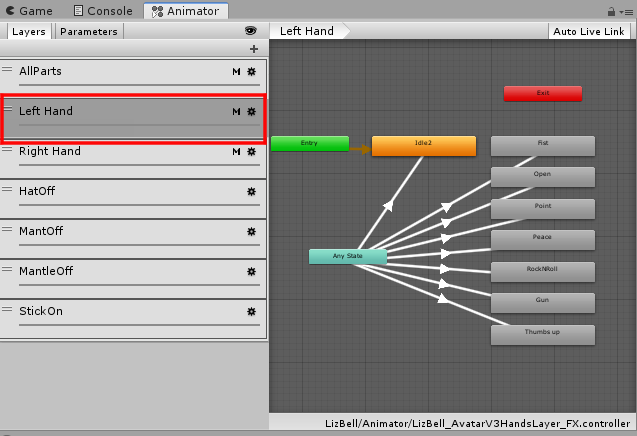 Game Console Animator
Layers Parameters
Left Hand
Auto Live Link
+
AllParts M
Left Hand M
Right Hand M
HatOff
MantOff
MantleOff
StickOn
Exit
Entry
Idle2
Fist
Open
Point
Any State
Peace
RockNRoll
Gun
Thumbs up
LizBell/Animator/LizBell_AvatarV3HandsLayer_FX.controller